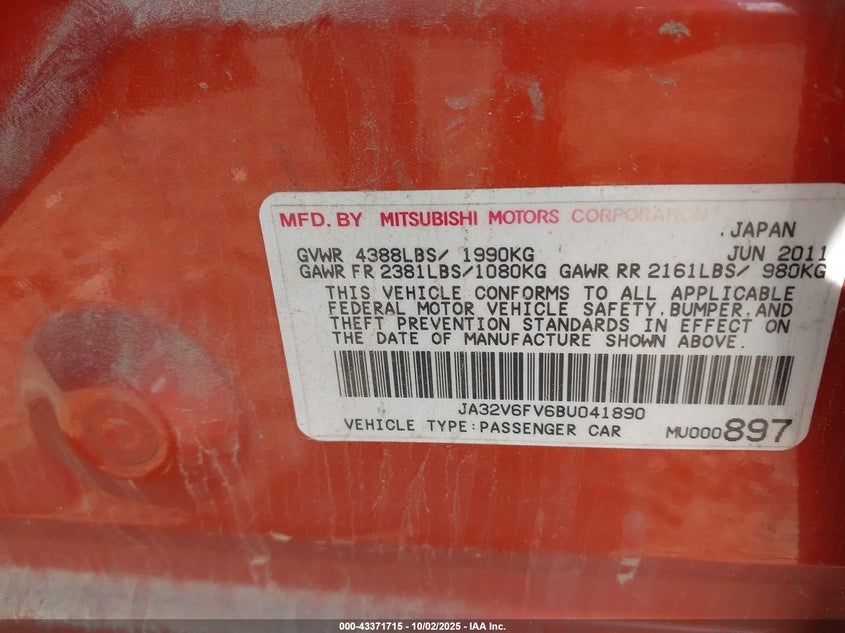 MFD. BY MITSUBISHI MOTORS CORPORATION
JAPAN
GVWR 4388LBS/ 1990KG JUN 2011
GAWR FR 2381LBS/1080KG GAWR RR 2161LBS/ 980KG
THIS VEHICLE CONFORMS TO ALL APPLICABLE
FEDERAL MOTOR VEHICLE SAFETY, BUMPER, AND
THEFT PREVENTION STANDARDS IN EFFECT ON
THE DATE OF MANUFACTURE SHOWN ABOVE.
JA32V6FV6BU041890
VEHICLE TYPE:PASSENGER CAR MU000897
000-43371715 - 10/02/2025 - IAA Inc.